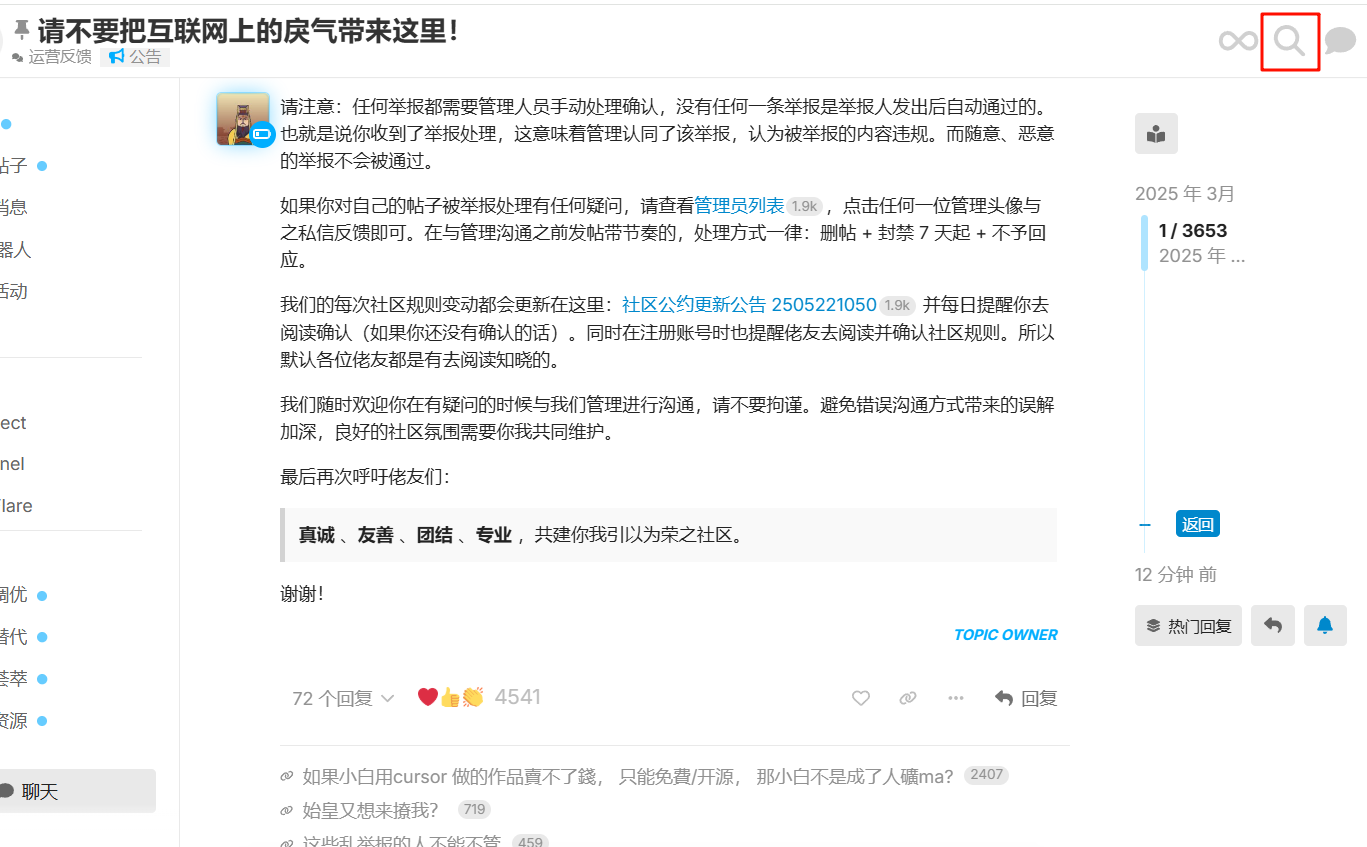 请不要把互联网上的戾气带来这里！
运营反馈 公告
请注意：任何举报都需要管理人员手动处理确认，没有任何一条举报是举报人发出后自动通过的。
也就是说你收到了举报处理，这意味着管理认同了该举报，认为被举报的内容违规。而随意、恶意
的举报不会被通过。
如果你对自己的帖子被举报处理有任何疑问，请查看管理员列表 1.9k ，点击任何一位管理头像与
之私信反馈即可。在与管理沟通之前发帖带节奏的，处理方式一律：删帖 + 封禁 7 天起 + 不予回
应。
我们的每次社区规则变动都会更新在这里：社区公约更新公告 2505221050 1.9k 并每日提醒你去
阅读确认（如果你还没有确认的话）。同时在注册账号时也提醒佬友去阅读并确认社区规则。所以
默认各位佬友都是有去阅读知晓的。
我们随时欢迎你在有疑问的时候与我们管理进行沟通，请不要拘谨。避免错误沟通方式带来的误解
加深，良好的社区氛围需要你我共同维护。
最后再次呼吁佬友们：
真诚 、友善 、团结 、专业 ，共建你我引以为荣之社区。
谢谢！
TOPIC OWNER
72 个回复 4541 回复
如果小白用cursor 做的作品賣不了錢， 只能免費/开源， 那小白不是成了人礦ma？ 2407
始皇又想来撩我？ 719
这些乱举报的人不能不管 459
帖子
消息
器人
活动
ect
nel
lare
调优
替代
荟萃
资源
聊天
2025 年 3月
1 / 3653
2025 年 ...
返回
12 分钟 前
热门回复